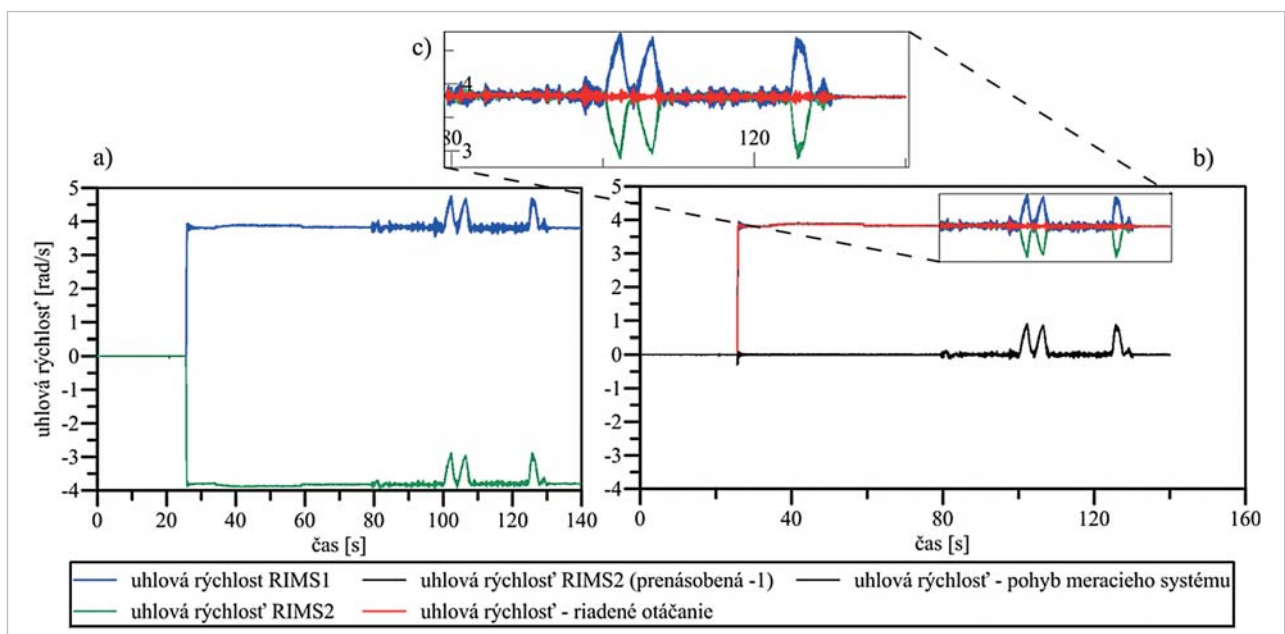 c)
4
3
80
120
a)
b)
uhlová rýchlosť [rad/s]
5
4
3
2
1
0
-1
-2
-3
-4
0 20 40 60 80 100 120 140
čas [s]
5
4
3
2
1
0
-1
-2
-3
-4
0 40 80 120 160
čas [s]
uhlová rýchlost RIMS1
uhlová rýchlosť RIMS2 (prenásobená -1)
uhlová rýchlosť - pohyb meracieho systému
uhlová rýchlosť RIMS2
uhlová rýchlosť - riadené otáčanie